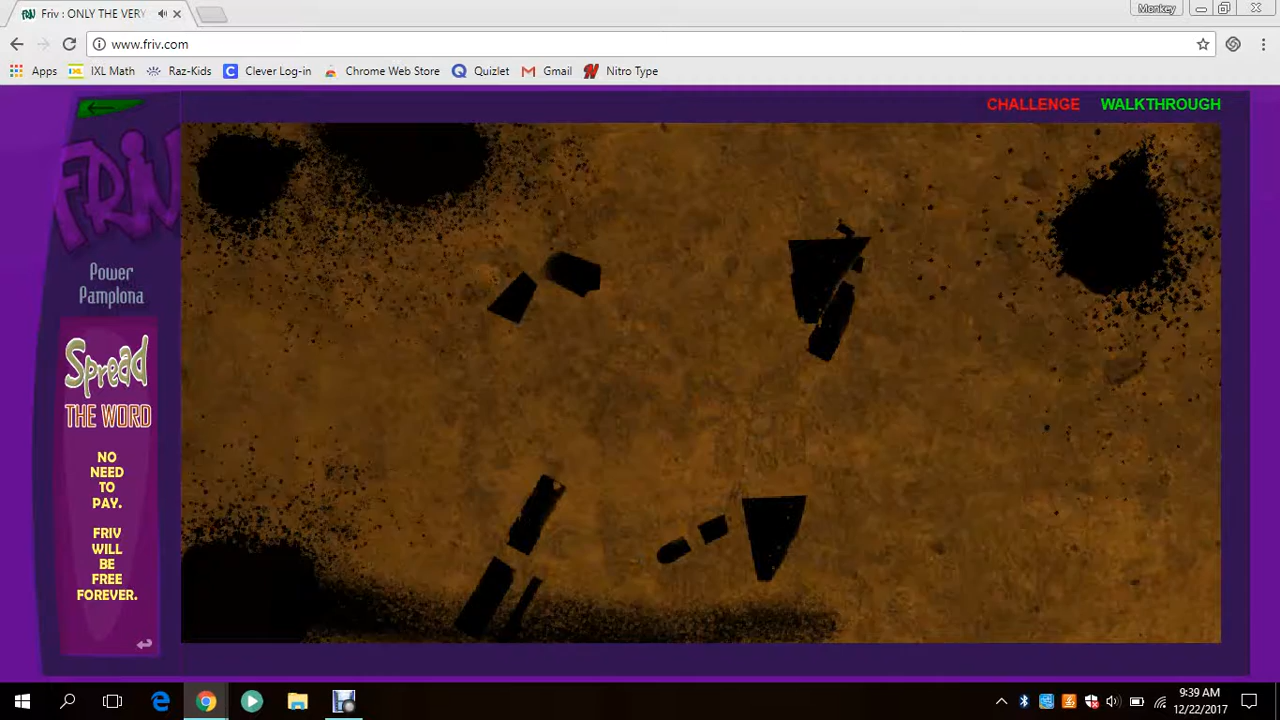 Friv : ONLY THE VERY
Monkey
www.friv.com
Apps IXL Math Raz-Kids Clever Log-in Chrome Web Store Quizlet Gmail Nitro Type
CHALLENGE WALKTHROUGH
FRIV
Power
Pamplona
Spread
THE WORD
NO
NEED
TO
PAY.
FRIV
WILL
BE
FREE
FOREVER.
9:39 AM
12/22/2017